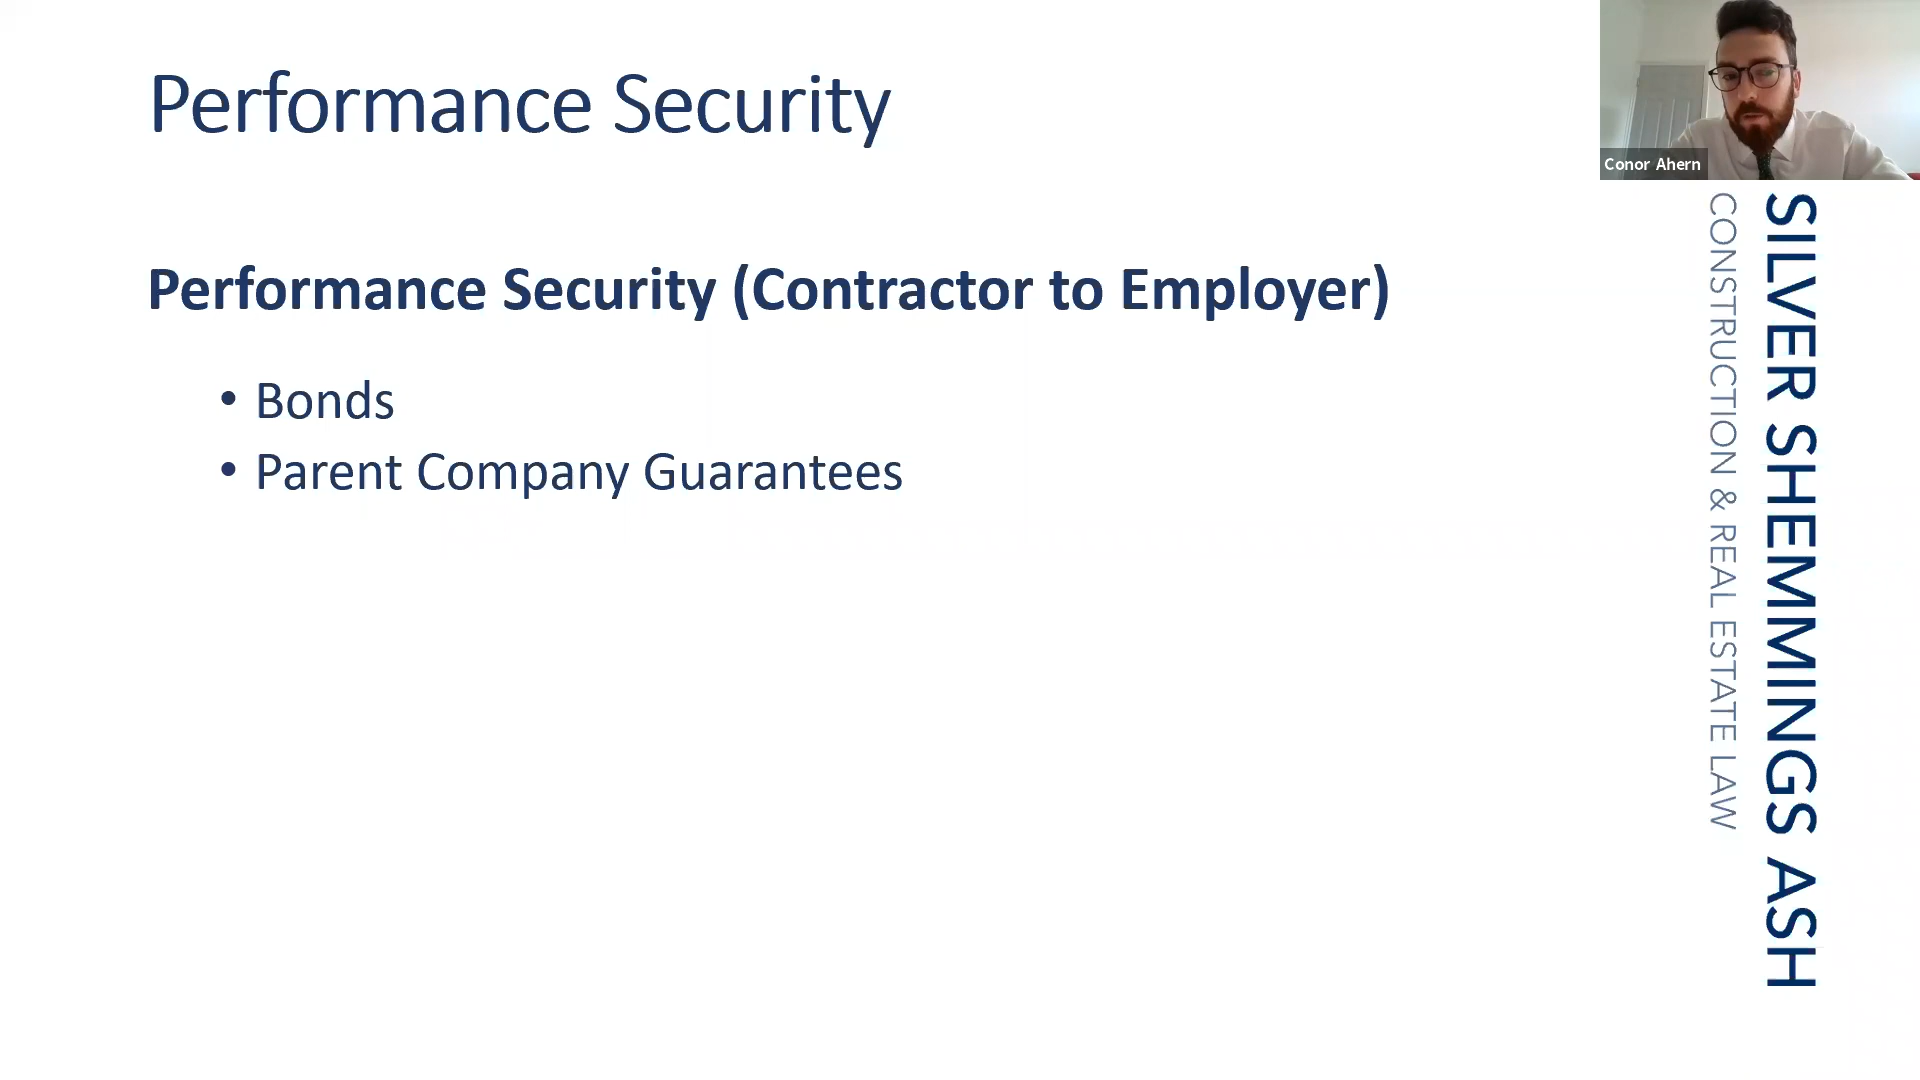 Performance Security
Conor Ahern
Performance Security (Contractor to Employer)
• Bonds
• Parent Company Guarantees
SILVER SHEMMINGS ASH
CONSTRUCTION & REAL ESTATE LAW